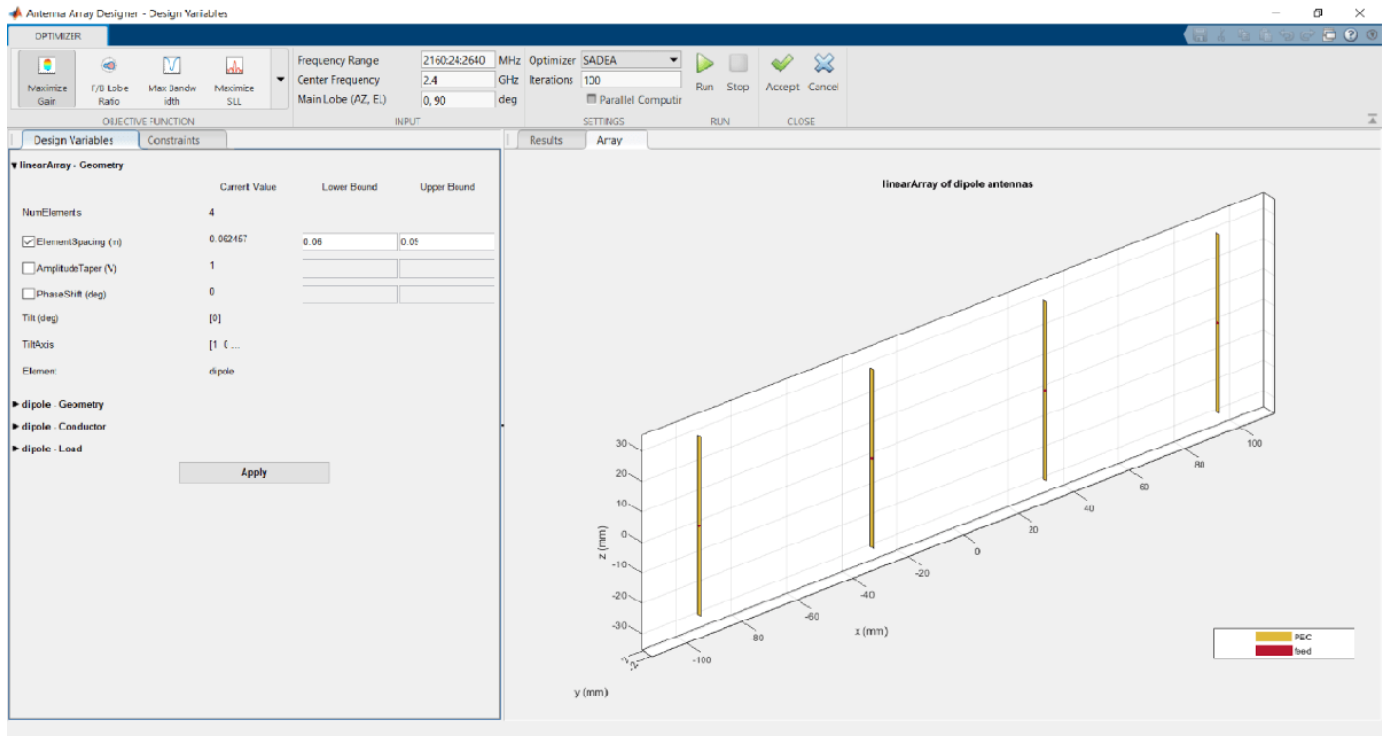 Antenna Array Designer - Design Variables
OPTIMIZER
Maximize Gain
F/B Lobe Ratio
Max Bandwidth
Maximize SLL
OBJECTIVE FUNCTION
Frequency Range 2160:24:2640 MHz
Center Frequency 2.4 GHz
Main Lobe (AZ, EL) 0, 90 deg
INPUT
Optimizer SADEA
Iterations 100
Parallel Computin
SETTINGS
Run Stop
RUN
Accept Cancel
CLOSE
Design Variables Constraints
linearArray - Geometry
Current Value Lower Bound Upper Bound
NumElements 4
ElementSpacing (m) 0.062457 0.06 0.09
AmplitudeTaper (V) 1
PhaseShift (deg) 0
Tilt (deg) [0]
TiltAxis [1 0 ...
Element dipole
dipole - Geometry
dipole - Conductor
dipole - Load
Apply
Results Array
linearArray of dipole antennas
30
20
10
0
-10
-20
-30
z (mm)
100
80
60
40
20
0
-20
-40
-60
80
-100
x (mm)
y (mm)
PEC
feed